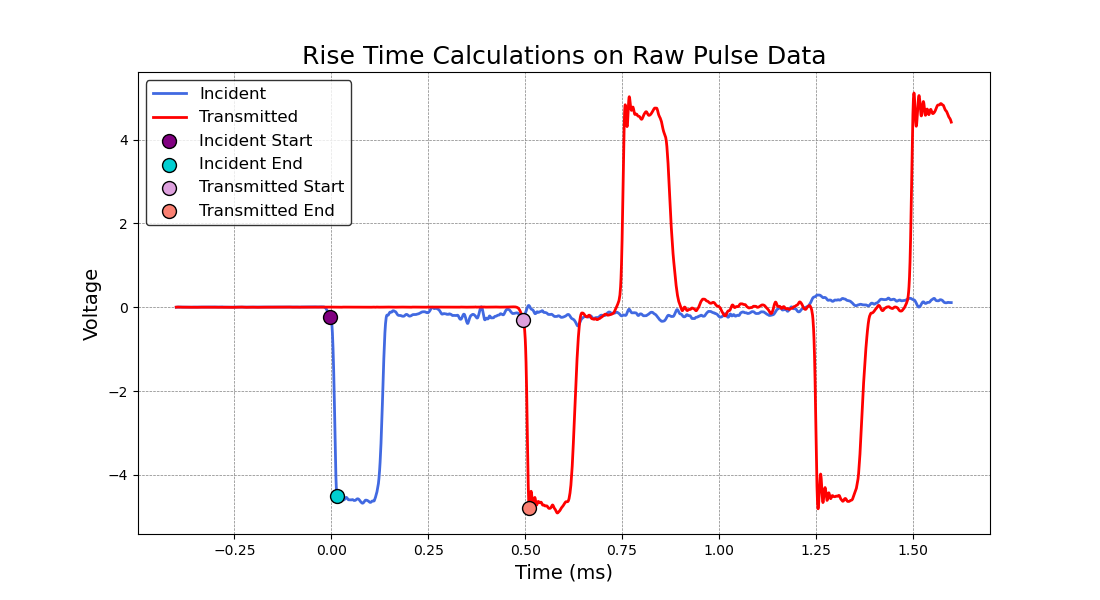 Rise Time Calculations on Raw Pulse Data
Incident
Transmitted
Incident Start
Incident End
Transmitted Start
Transmitted End
Voltage
4
2
0
−2
−4
−0.25 0.00 0.25 0.50 0.75 1.00 1.25 1.50
Time (ms)